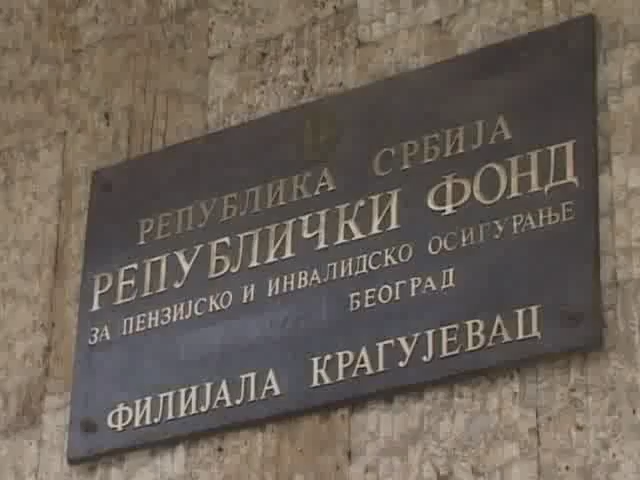 РЕПУБЛИКА СРБИЈА
РЕПУБЛИЧКИ ФОНД
ЗА ПЕНЗИЈСКО И ИНВАЛИДСКО ОСИГУРАЊЕ
БЕОГРАД
ФИЛИЈАЛА КРАГУЈЕВАЦ